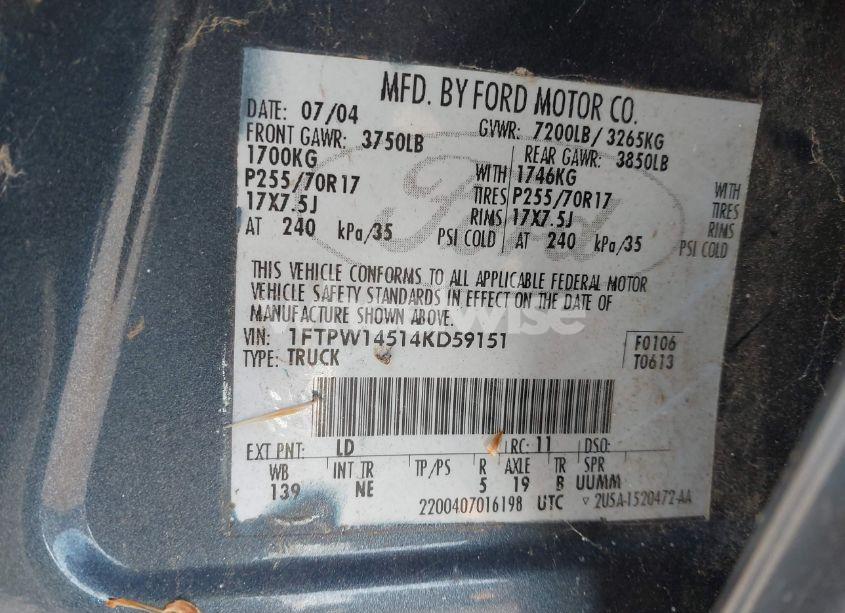 MFD. BY FORD MOTOR CO.
DATE: 07/04 GVWR: 7200LB / 3265KG
FRONT GAWR: 3750LB REAR GAWR: 3850LB
1700KG WITH 1746KG WITH
P255/70R17 TIRES P255/70R17 TIRES
17X7.5J RIMS 17X7.5J RIMS
AT 240 kPa/35 PSI COLD AT 240 kPa/35 PSI COLD
Ford
THIS VEHICLE CONFORMS TO ALL APPLICABLE FEDERAL MOTOR
VEHICLE SAFETY STANDARDS IN EFFECT ON THE DATE OF
MANUFACTURE SHOWN ABOVE.
VIN: 1FTPW14514KD59151 F0106
TYPE: TRUCK T0613
EXT PNT: LD RC: 11 DSO:
WB INT TR TP/PS R AXLE TR SPR
139 NE 5 19 B UUMM
2200407016198 UTC ▽ 2U5A-1520472-AA